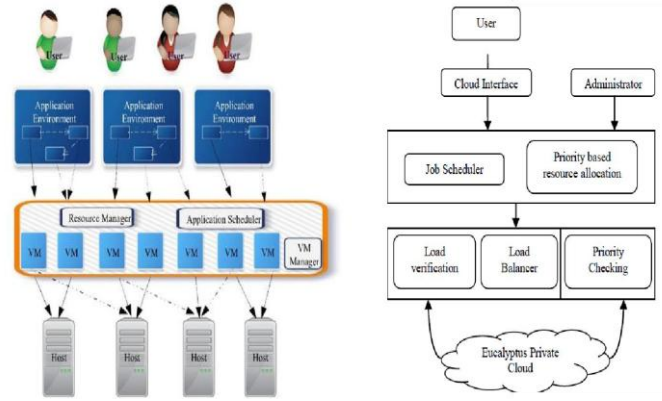 User User User User
Application
Environment
Application
Environment
Application
Environment
Resource Manager
Application Scheduler
VM VM VM VM VM VM VM
VM
Manager
Host Host Host Host
User
Cloud Interface
Administrator
Job Scheduler
Priority based
resource allocation
Load
verification
Load
Balancer
Priority
Checking
Eucalyptus Private
Cloud